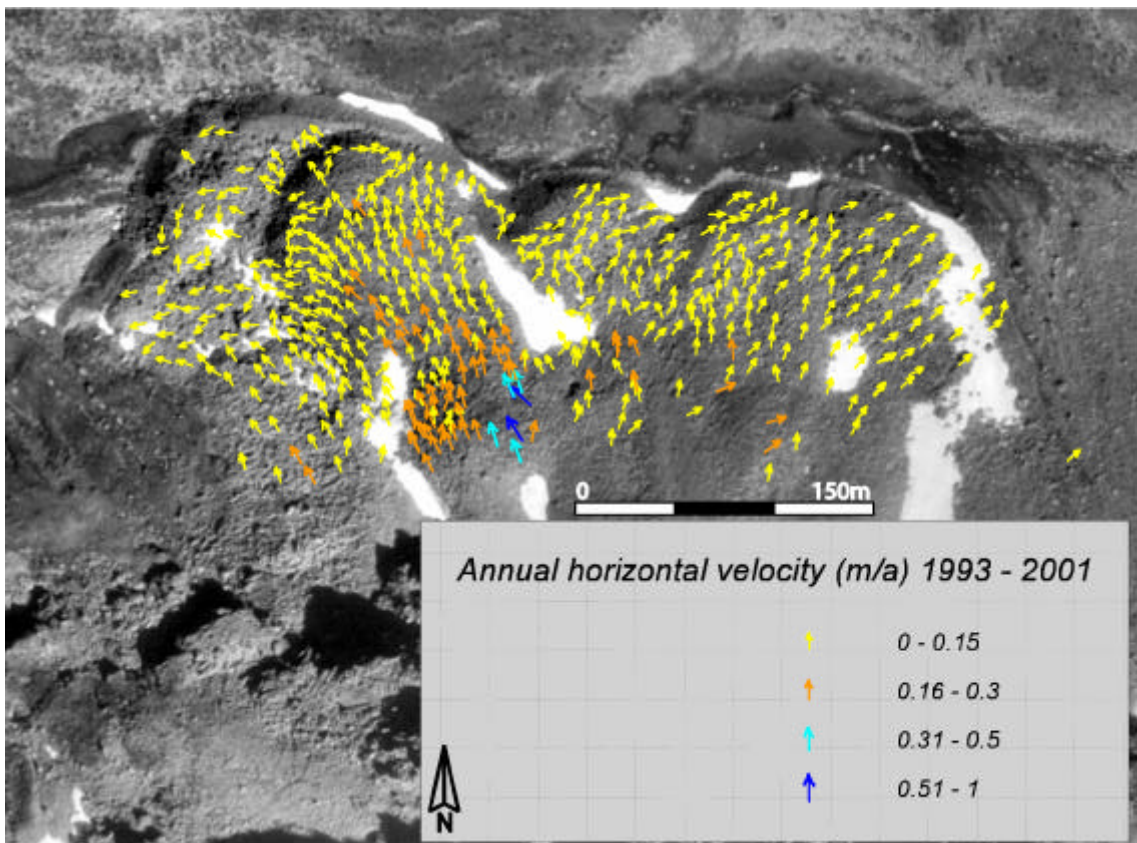 0 150m
Annual horizontal velocity (m/a) 1993 - 2001
0 - 0.15
0.16 - 0.3
0.31 - 0.5
0.51 - 1
N